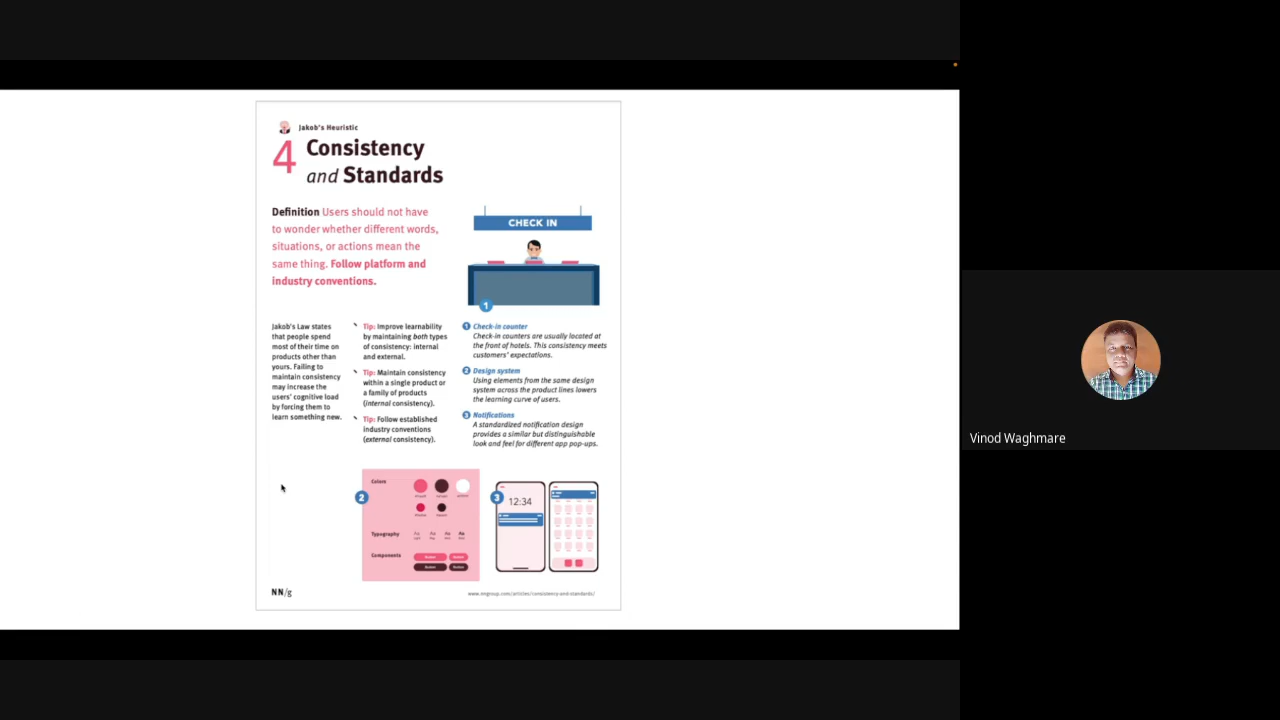 Jakob's Heuristic
4
Consistency
and Standards
Definition Users should not have
to wonder whether different words,
situations, or actions mean the
same thing. Follow platform and
industry conventions.
CHECK IN
1
Jakob's Law states
that people spend
most of their time on
products other than
yours. Failing to
maintain consistency
may increase the
users' cognitive load
by forcing them to
learn something new.
Tip: Improve learnability
by maintaining both types
of consistency: internal
and external.
Tip: Maintain consistency
within a single product or
a family of products
(internal consistency).
Tip: Follow established
industry conventions
(external consistency).
1 Check-in counter
Check-in counters are usually located at
the front of hotels. This consistency meets
customers' expectations.
2 Design system
Using elements from the same design
system across the product lines lowers
the learning curve of users.
3 Notifications
A standardized notification design
provides a similar but distinguishable
look and feel for different app pop-ups.
2
Colors
Typography
Aa Aa Aa Aa
Components
3
12:34
NN/g
www.nngroup.com/articles/consistency-and-standards/
Vinod Waghmare